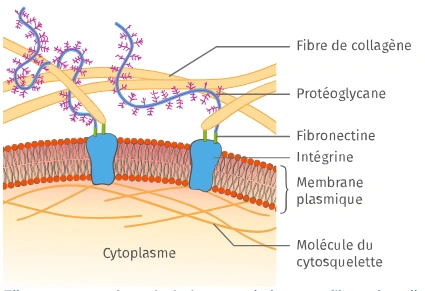 Fibre de collagène
Protéoglycane
Fibronectine
Intégrine
Membrane
plasmique
Cytoplasme
Molécule du
cytosquelette